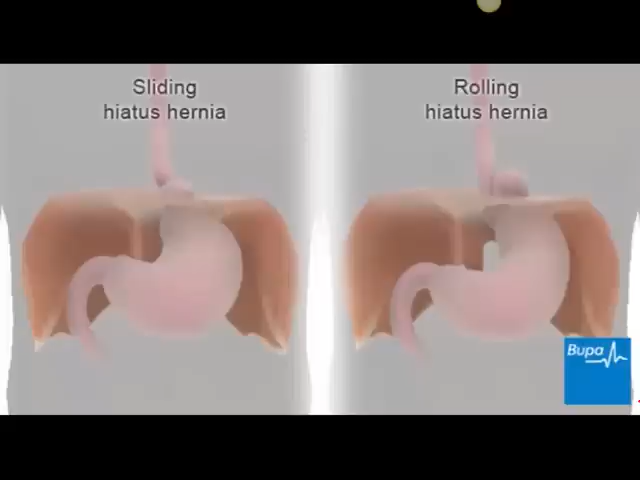 Sliding
hiatus hernia
Rolling
hiatus hernia
Bupa